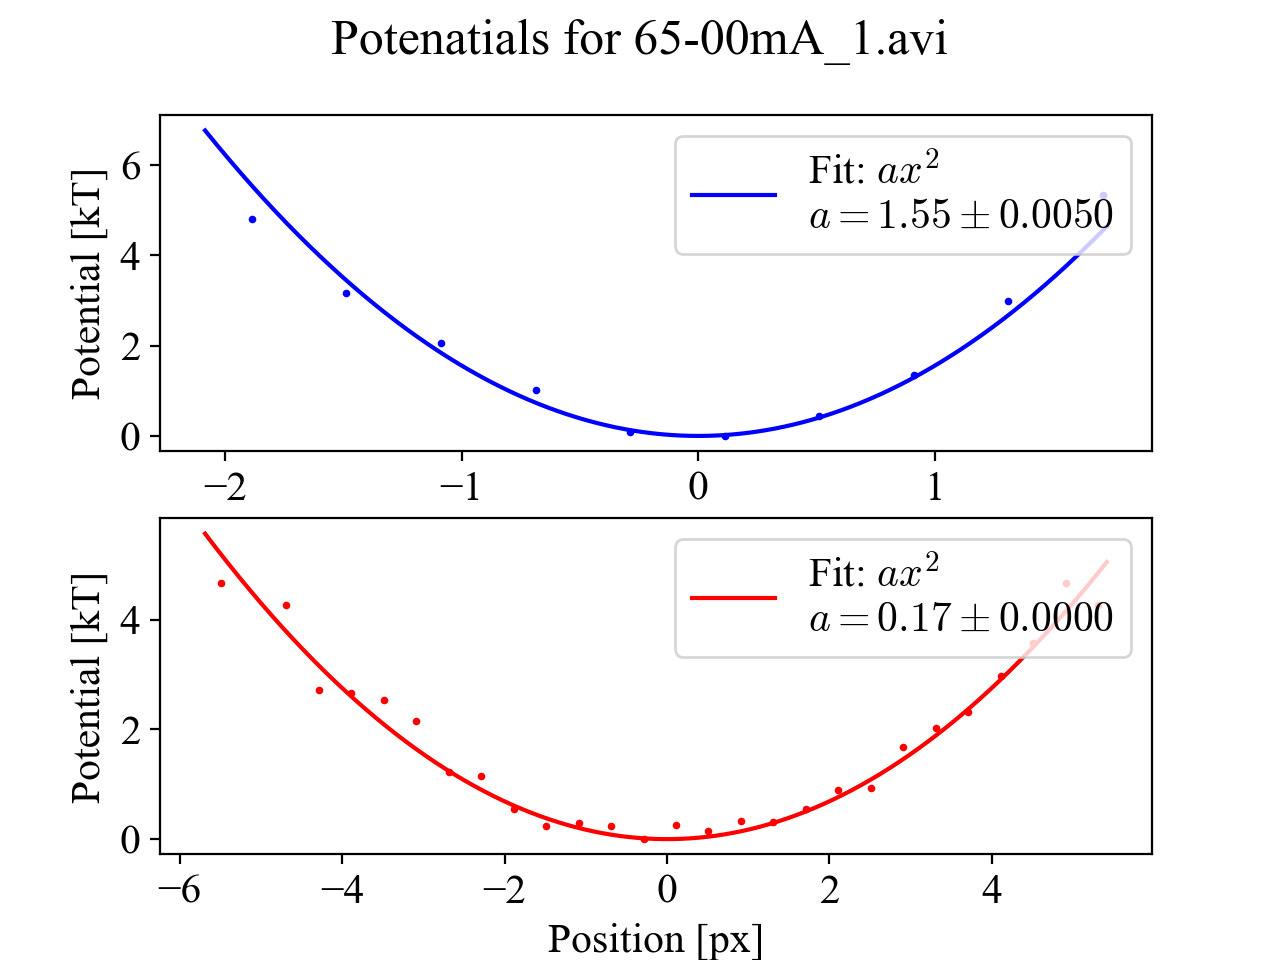 Potenatials for 65-00mA_1.avi
Potential [kT]
6
4
2
0
Fit: ax²
a = 1.55 ± 0.0050
−2 −1 0 1
Potential [kT]
4
2
0
Fit: ax²
a = 0.17 ± 0.0000
−6 −4 −2 0 2 4
Position [px]